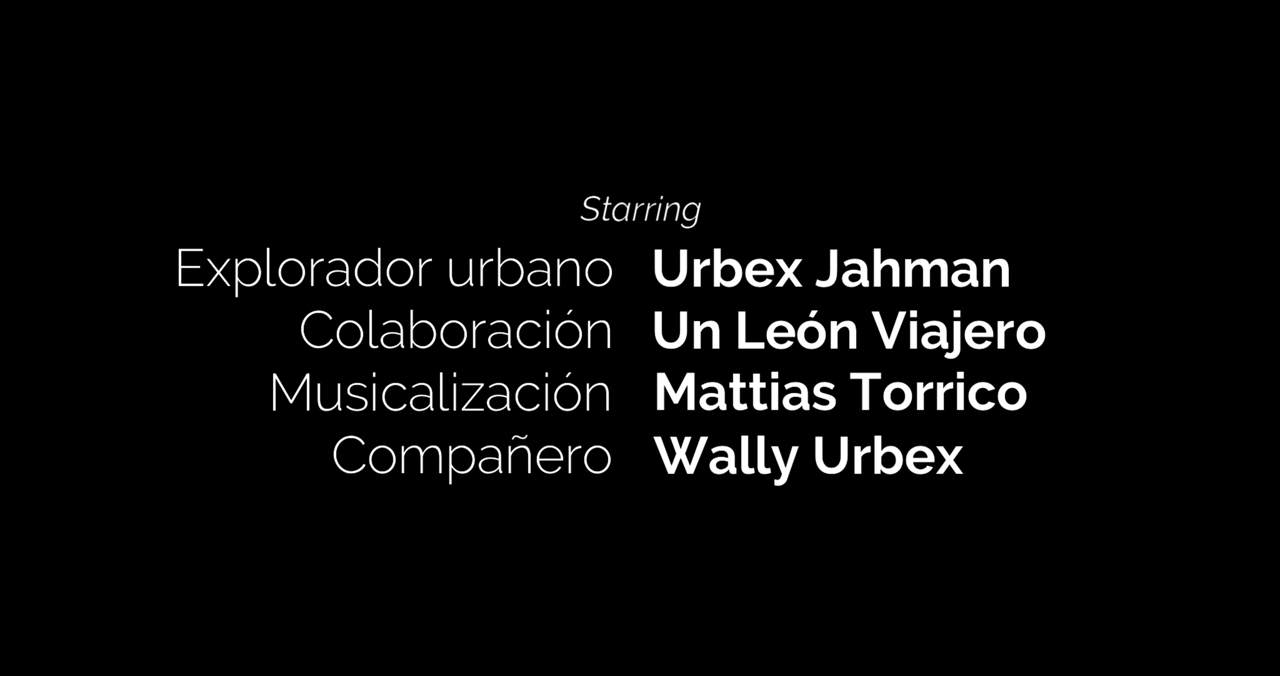 Starring
Explorador urbano Urbex Jahman
Colaboración Un León Viajero
Musicalización Mattias Torrico
Compañero Wally Urbex